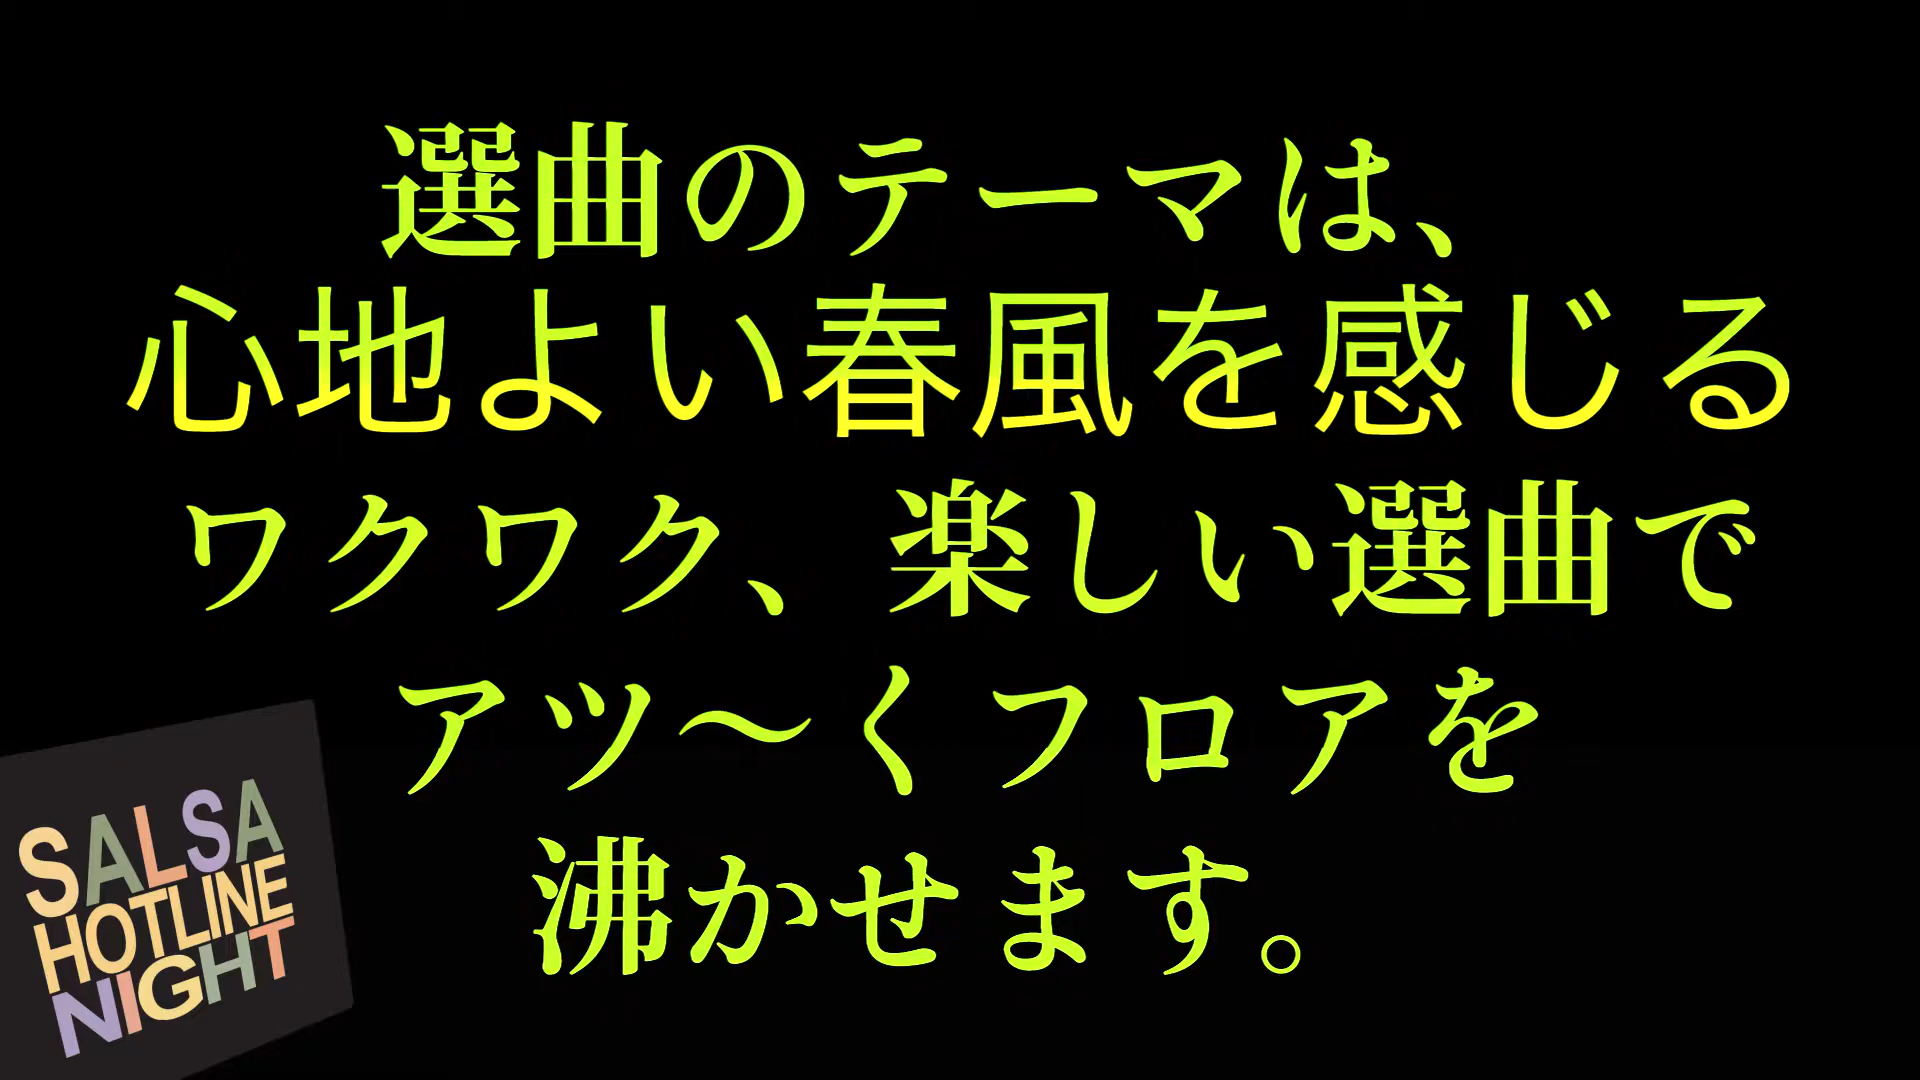 選曲のテーマは、
心地よい春風を感じる
ワクワク、楽しい選曲で
アツ〜くフロアを
沸かせます。
SALSA
HOTLINE
NIGHT